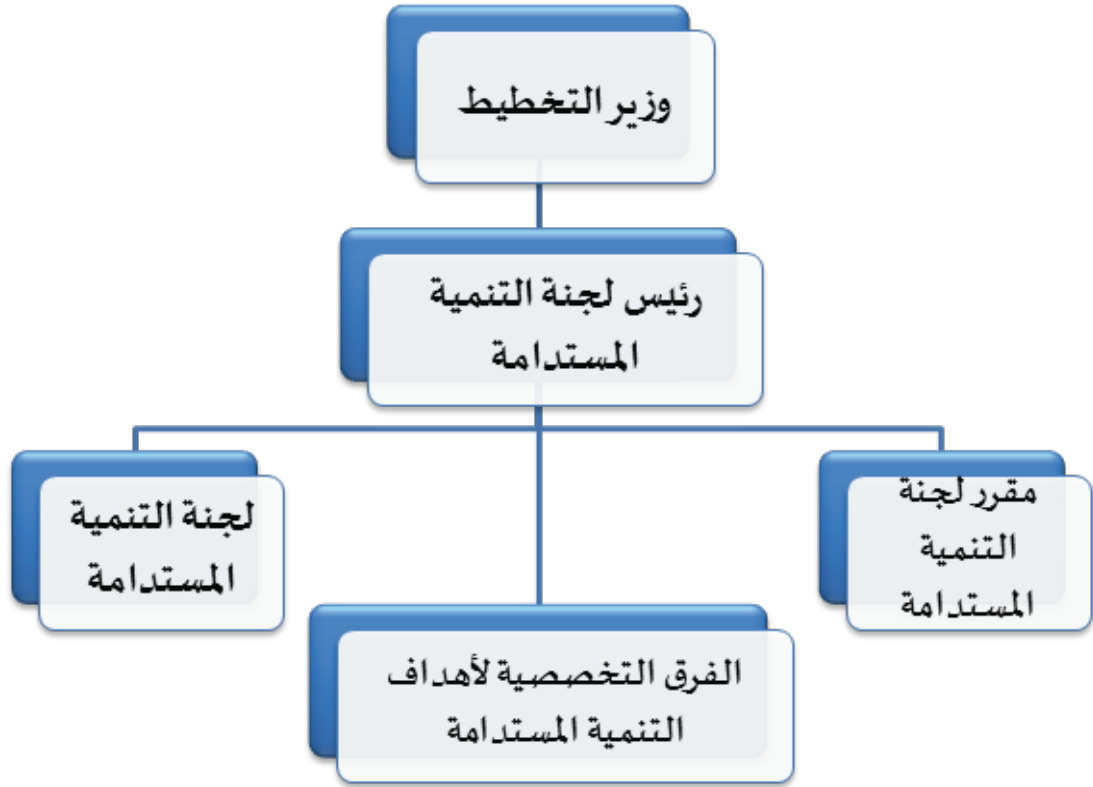 وزير التخطيط
رئيس لجنة التنمية
المستدامة
مقرر لجنة
التنمية
المستدامة
لجنة التنمية
المستدامة
الفرق التخصصية لأهداف
التنمية المستدامة